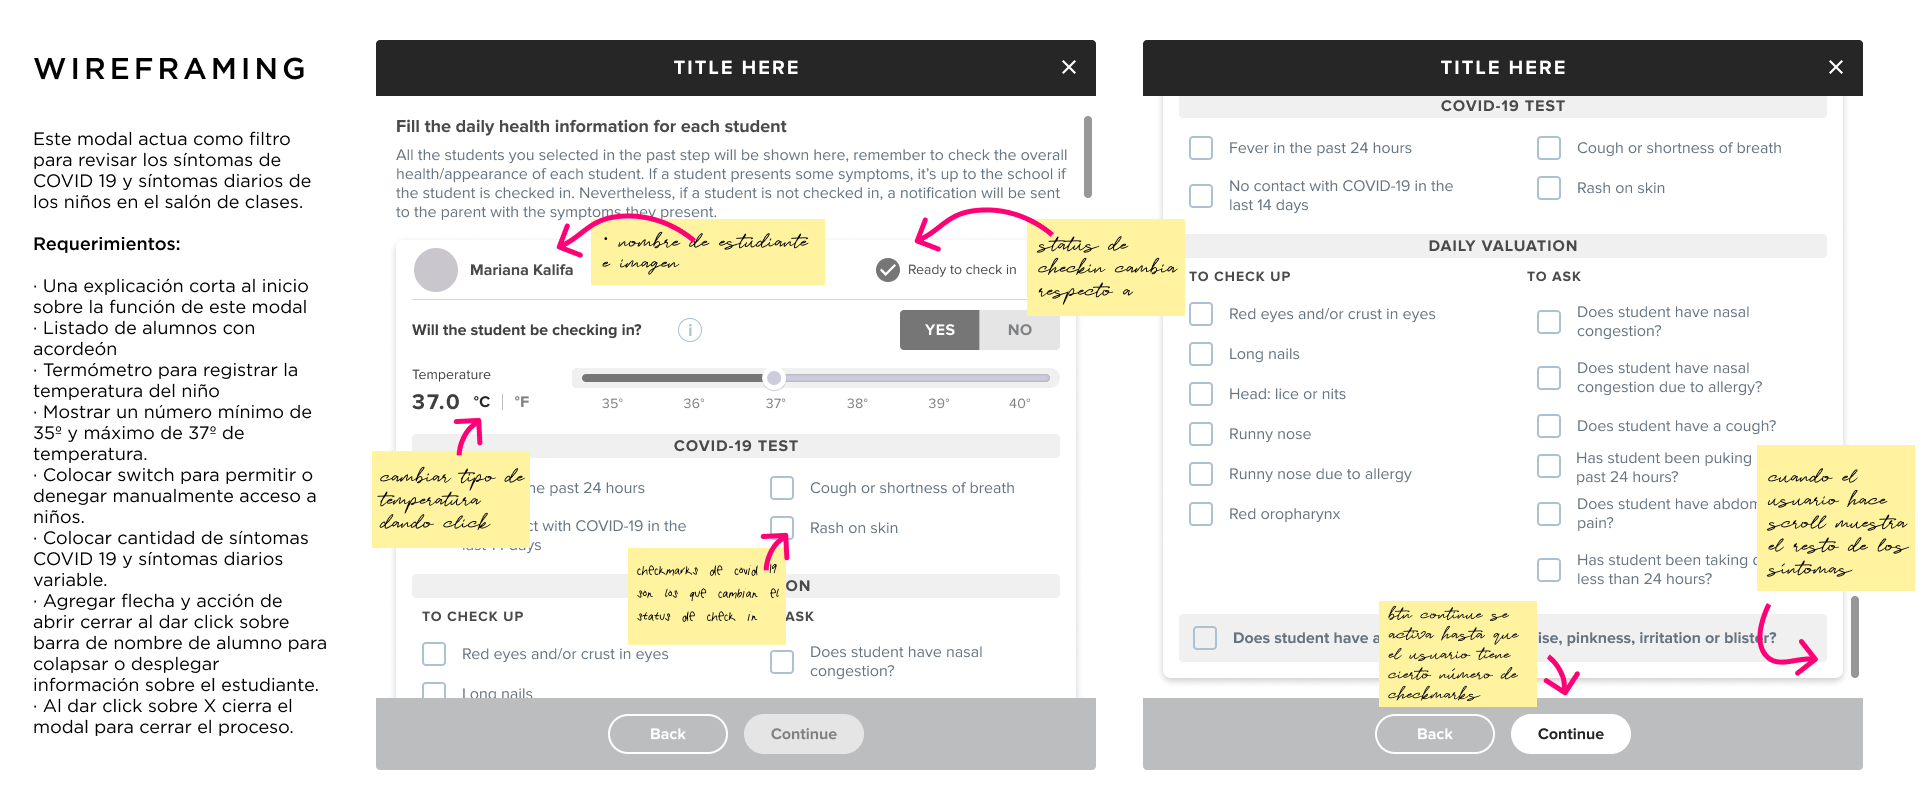 WIREFRAMING
Este modal actua como filtro
para revisar los síntomas de
COVID 19 y síntomas diarios de
los niños en el salón de clases.
Requerimientos:
· Una explicación corta al inicio
sobre la función de este modal
· Listado de alumnos con
acordeón
· Termómetro para registrar la
temperatura del niño
· Mostrar un número mínimo de
35º y máximo de 37º de
temperatura.
· Colocar switch para permitir o
denegar manualmente acceso a
niños.
· Colocar cantidad de síntomas
COVID 19 y síntomas diarios
variable.
· Agregar flecha y acción de
abrir cerrar al dar click sobre
barra de nombre de alumno para
colapsar o desplegar
información sobre el estudiante.
· Al dar click sobre X cierra el
modal para cerrar el proceso.
TITLE HERE
Fill the daily health information for each student
All the students you selected in the past step will be shown here, remember to check the overall
health/appearance of each student. If a student presents some symptoms, it's up to the school if
the student is checked in. Nevertheless, if a student is not checked in, a notification will be sent
to the parent with the symptoms they present.
· nombre de estudiante
e imagen
status de
checkin cambia
respecto a
Mariana Kalifa
Ready to check in
Will the student be checking in?
i
YES NO
Temperature
37.0 °C | °F
35° 36° 37° 38° 39° 40°
cambiar tipo de
temperatura
dando click
COVID-19 TEST
he past 24 hours
Cough or shortness of breath
ct with COVID-19 in the
days
Rash on skin
checkmarks de covid 19
son los que cambian el
status de check in
ON
TO CHECK UP
ASK
Red eyes and/or crust in eyes
Does student have nasal
congestion?
Long nails
Back
Continue
TITLE HERE
COVID-19 TEST
Fever in the past 24 hours
Cough or shortness of breath
No contact with COVID-19 in the
last 14 days
Rash on skin
DAILY VALUATION
TO CHECK UP
TO ASK
Red eyes and/or crust in eyes
Long nails
Head: lice or nits
Runny nose
Runny nose due to allergy
Red oropharynx
Does student have nasal
congestion?
Does student have nasal
congestion due to allergy?
Does student have a cough?
Has student been puking
past 24 hours?
Does student have abdom
pain?
Has student been taking
less than 24 hours?
cuando el
usuario hace
scroll muestra
el resto de los
síntomas
Does student have a
ise, pinkness, irritation or blister?
btn continue se
activa hasta que
el usuario tiene
cierto número de
checkmarks
Back
Continue